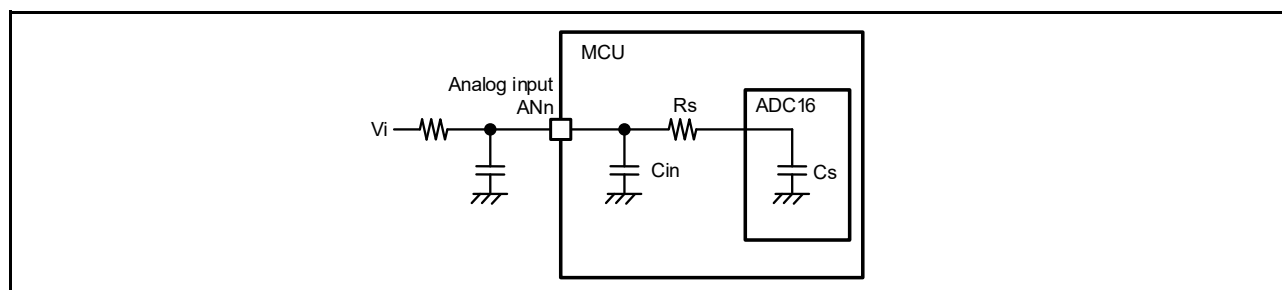 MCU
Analog input
ANn
Rs
ADC16
Vi
Cin
Cs